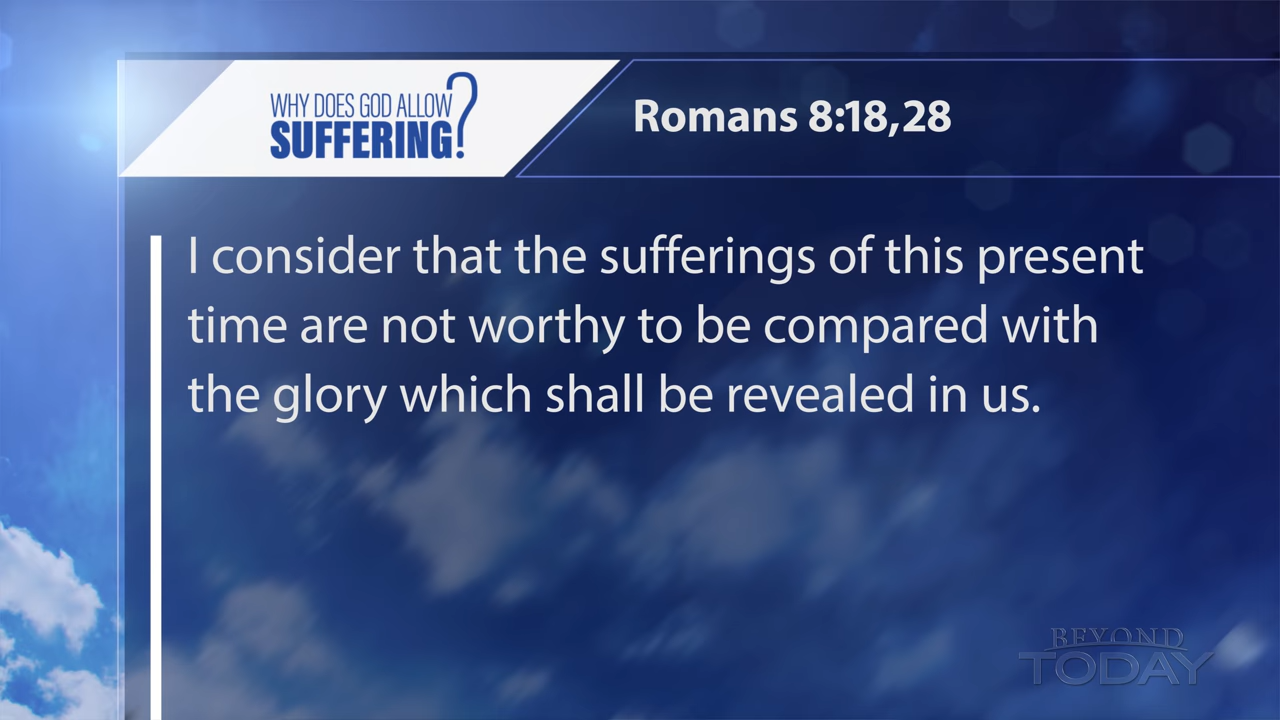 WHY DOES GOD ALLOW
SUFFERING?
Romans 8:18,28
I consider that the sufferings of this present
time are not worthy to be compared with
the glory which shall be revealed in us.
BEYOND
TODAY